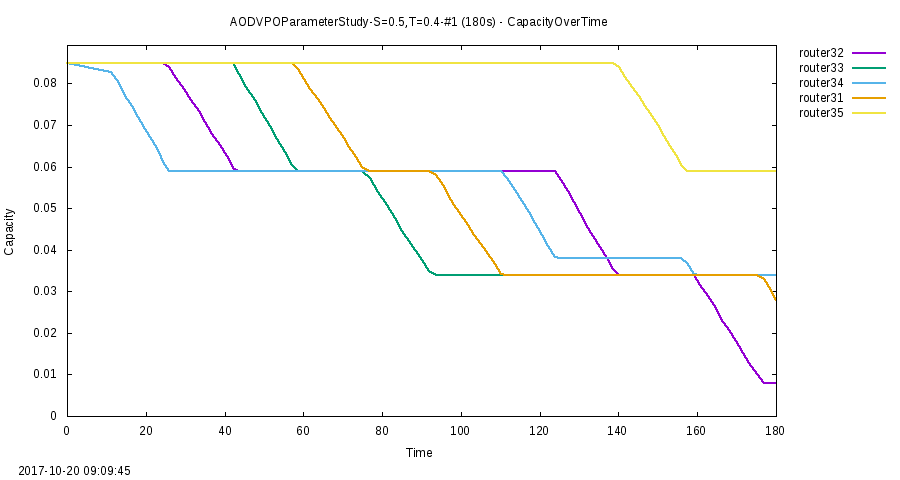 AODVPOParameterStudy-S=0.5,T=0.4-#1 (180s) - CapacityOverTime
router32
router33
router34
router31
router35
0.08
0.07
0.06
0.05
0.04
0.03
0.02
0.01
0
Capacity
0 20 40 60 80 100 120 140 160 180
Time
2017-10-20 09:09:45